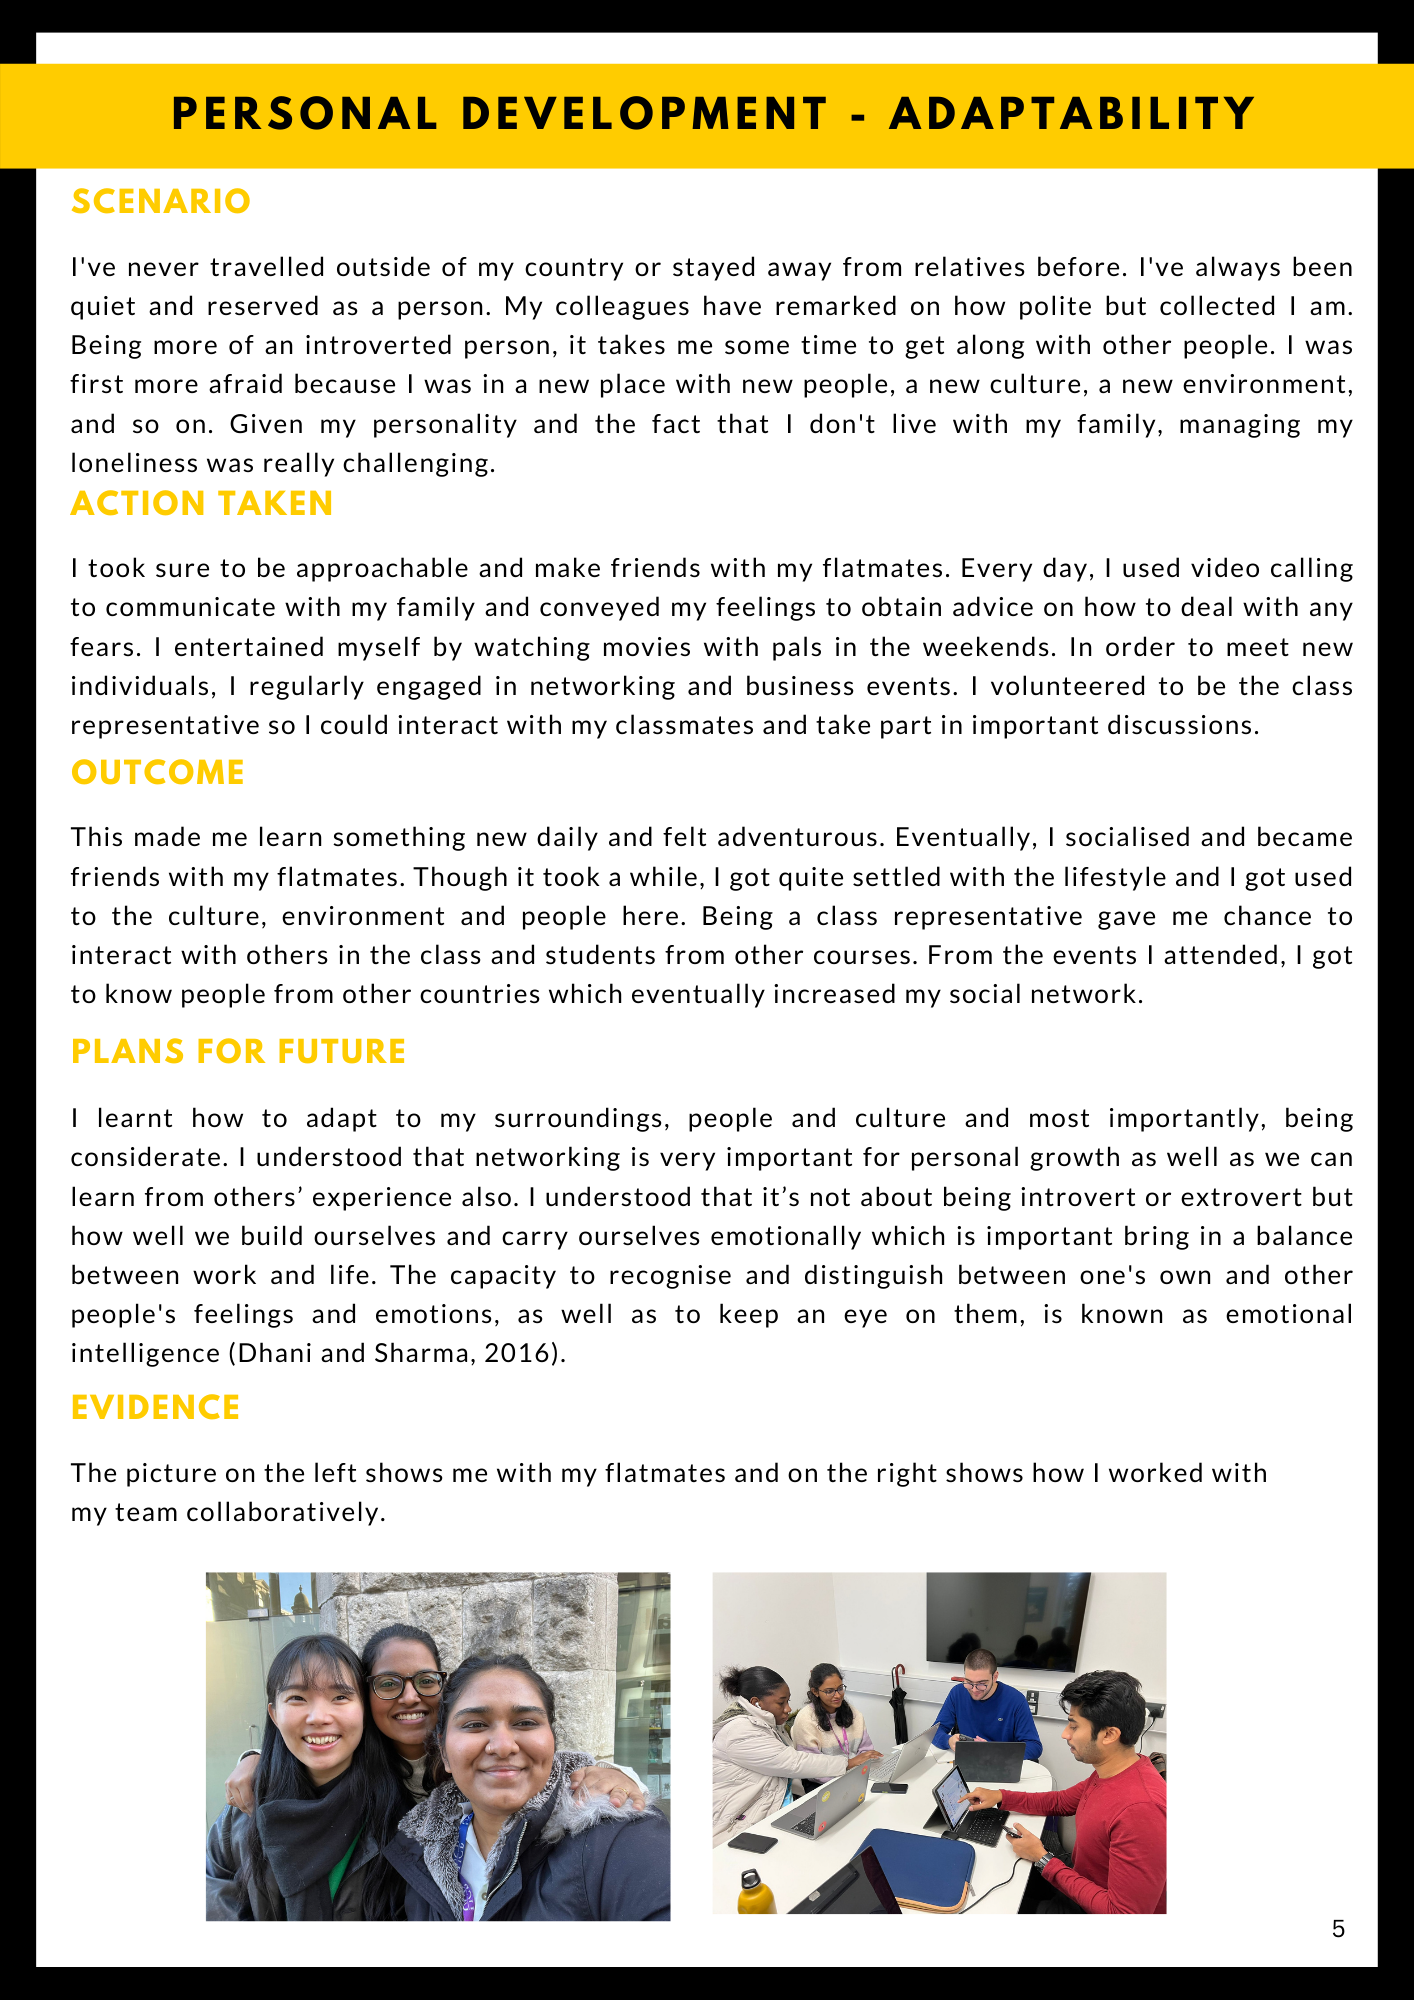 PERSONAL DEVELOPMENT - ADAPTABILITY
SCENARIO
I've never travelled outside of my country or stayed away from relatives before. I've always been
quiet and reserved as a person. My colleagues have remarked on how polite but collected I am.
Being more of an introverted person, it takes me some time to get along with other people. I was
first more afraid because I was in a new place with new people, a new culture, a new environment,
and so on. Given my personality and the fact that I don't live with my family, managing my
loneliness was really challenging.
ACTION TAKEN
I took sure to be approachable and make friends with my flatmates. Every day, I used video calling
to communicate with my family and conveyed my feelings to obtain advice on how to deal with any
fears. I entertained myself by watching movies with pals in the weekends. In order to meet new
individuals, I regularly engaged in networking and business events. I volunteered to be the class
representative so I could interact with my classmates and take part in important discussions.
OUTCOME
This made me learn something new daily and felt adventurous. Eventually, I socialised and became
friends with my flatmates. Though it took a while, I got quite settled with the lifestyle and I got used
to the culture, environment and people here. Being a class representative gave me chance to
interact with others in the class and students from other courses. From the events I attended, I got
to know people from other countries which eventually increased my social network.
PLANS FOR FUTURE
I learnt how to adapt to my surroundings, people and culture and most importantly, being
considerate. I understood that networking is very important for personal growth as well as we can
learn from others’ experience also. I understood that it’s not about being introvert or extrovert but
how well we build ourselves and carry ourselves emotionally which is important bring in a balance
between work and life. The capacity to recognise and distinguish between one's own and other
people's feelings and emotions, as well as to keep an eye on them, is known as emotional
intelligence (Dhani and Sharma, 2016).
EVIDENCE
The picture on the left shows me with my flatmates and on the right shows how I worked with
my team collaboratively.
5